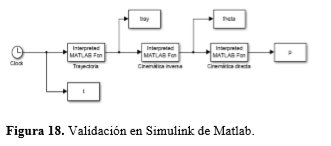 tray
theta
Interpreted
MATLAB Fcn
Interpreted
MATLAB Fcn
Interpreted
MATLAB Fcn
p
Clock
Trayectoria
Cinemática inversa
Cinemática directa
t
Figura 18. Validación en Simulink de Matlab.